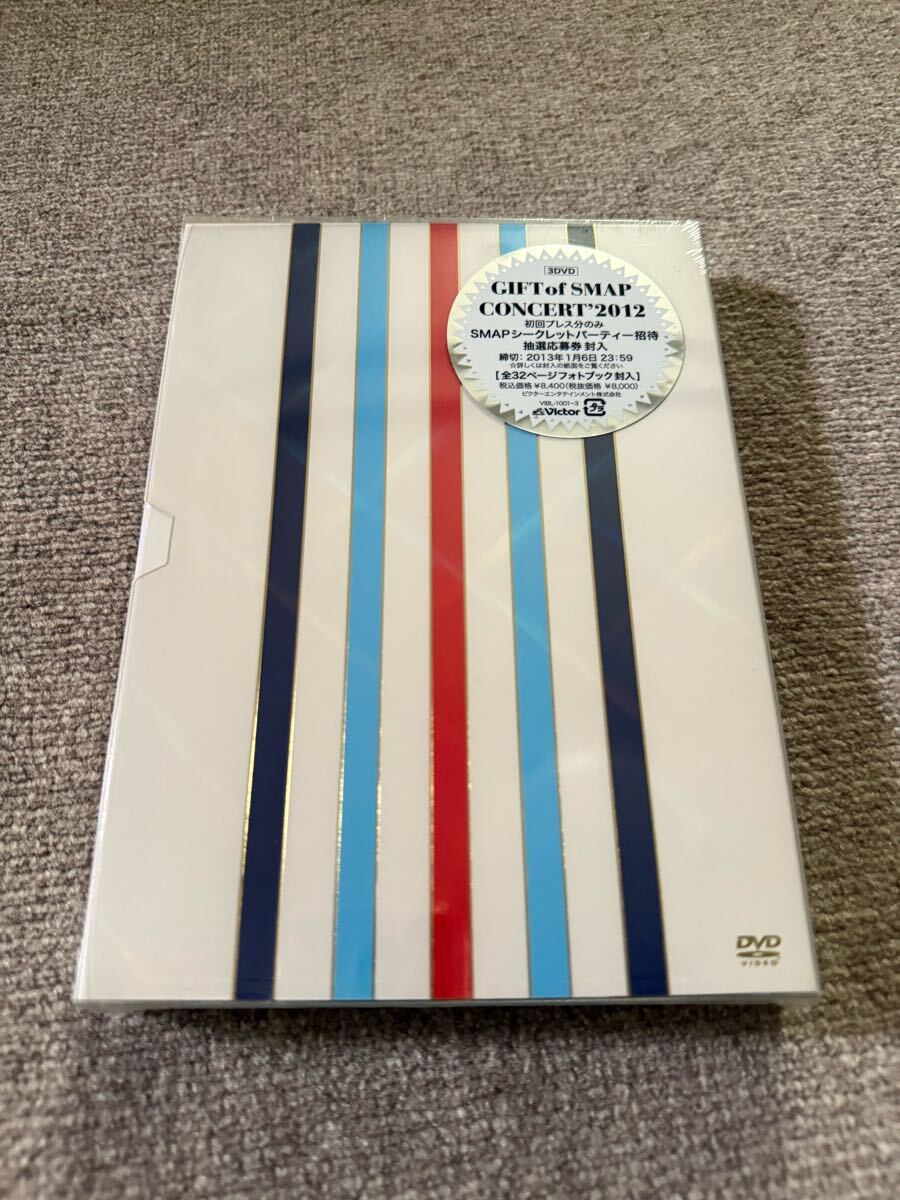 3DVD
GIFT of SMAP
CONCERT'2012
初回プレス分のみ
SMAPシークレットパーティー招待
抽選応募券 封入
締切：2013年1月6日 23:59
☆詳しくは封入の紙面をご覧ください
[全32ページフォトブック封入]
税込価格 ¥8,400(税抜価格 ¥8,000)
ビクターエンタテインメント株式会社
VIBL-1001~3
Victor プラ
DVD
VIDEO